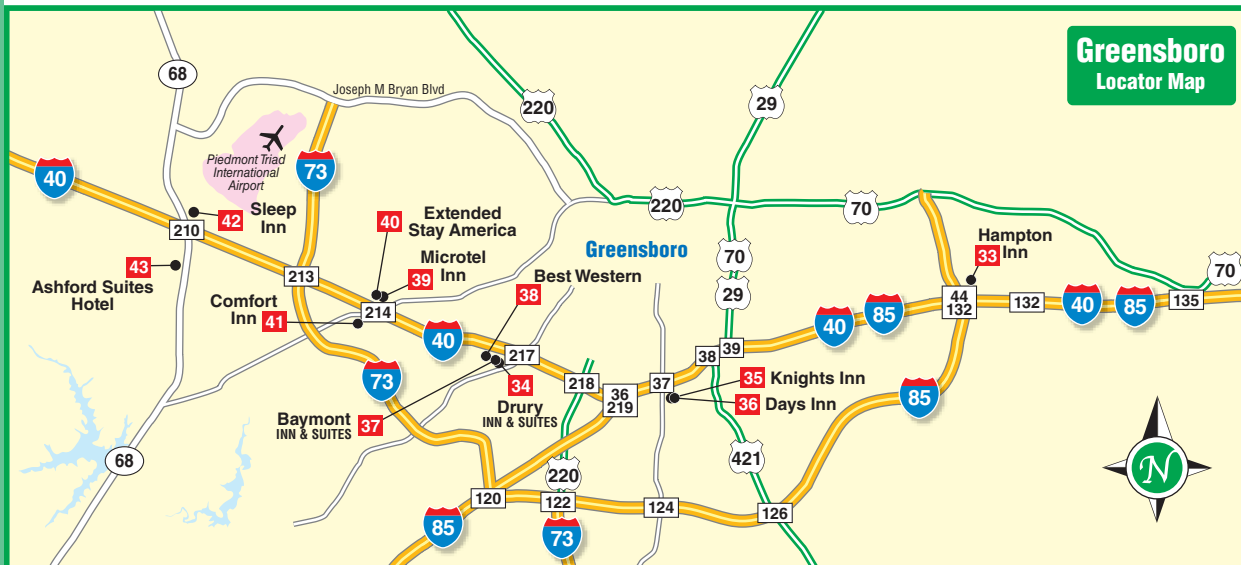 Greensboro
Locator Map
68
Joseph M Bryan Blvd
220
29
40
Piedmont Triad
International
Airport
73
42
Sleep
Inn
210
40
Extended
Stay America
220
70
Greensboro
43
Ashford Suites
Hotel
213
39
Microtel
Inn
Best Western
38
70
29
Hampton
Inn
33
70
Comfort
Inn
41
214
40
44
132
132
40
85
135
40
85
217
38
39
73
34
Drury
INN & SUITES
218
36
219
37
35
Knights Inn
36
Days Inn
85
Baymont
INN & SUITES
37
68
220
421
120
122
124
126
85
73
N